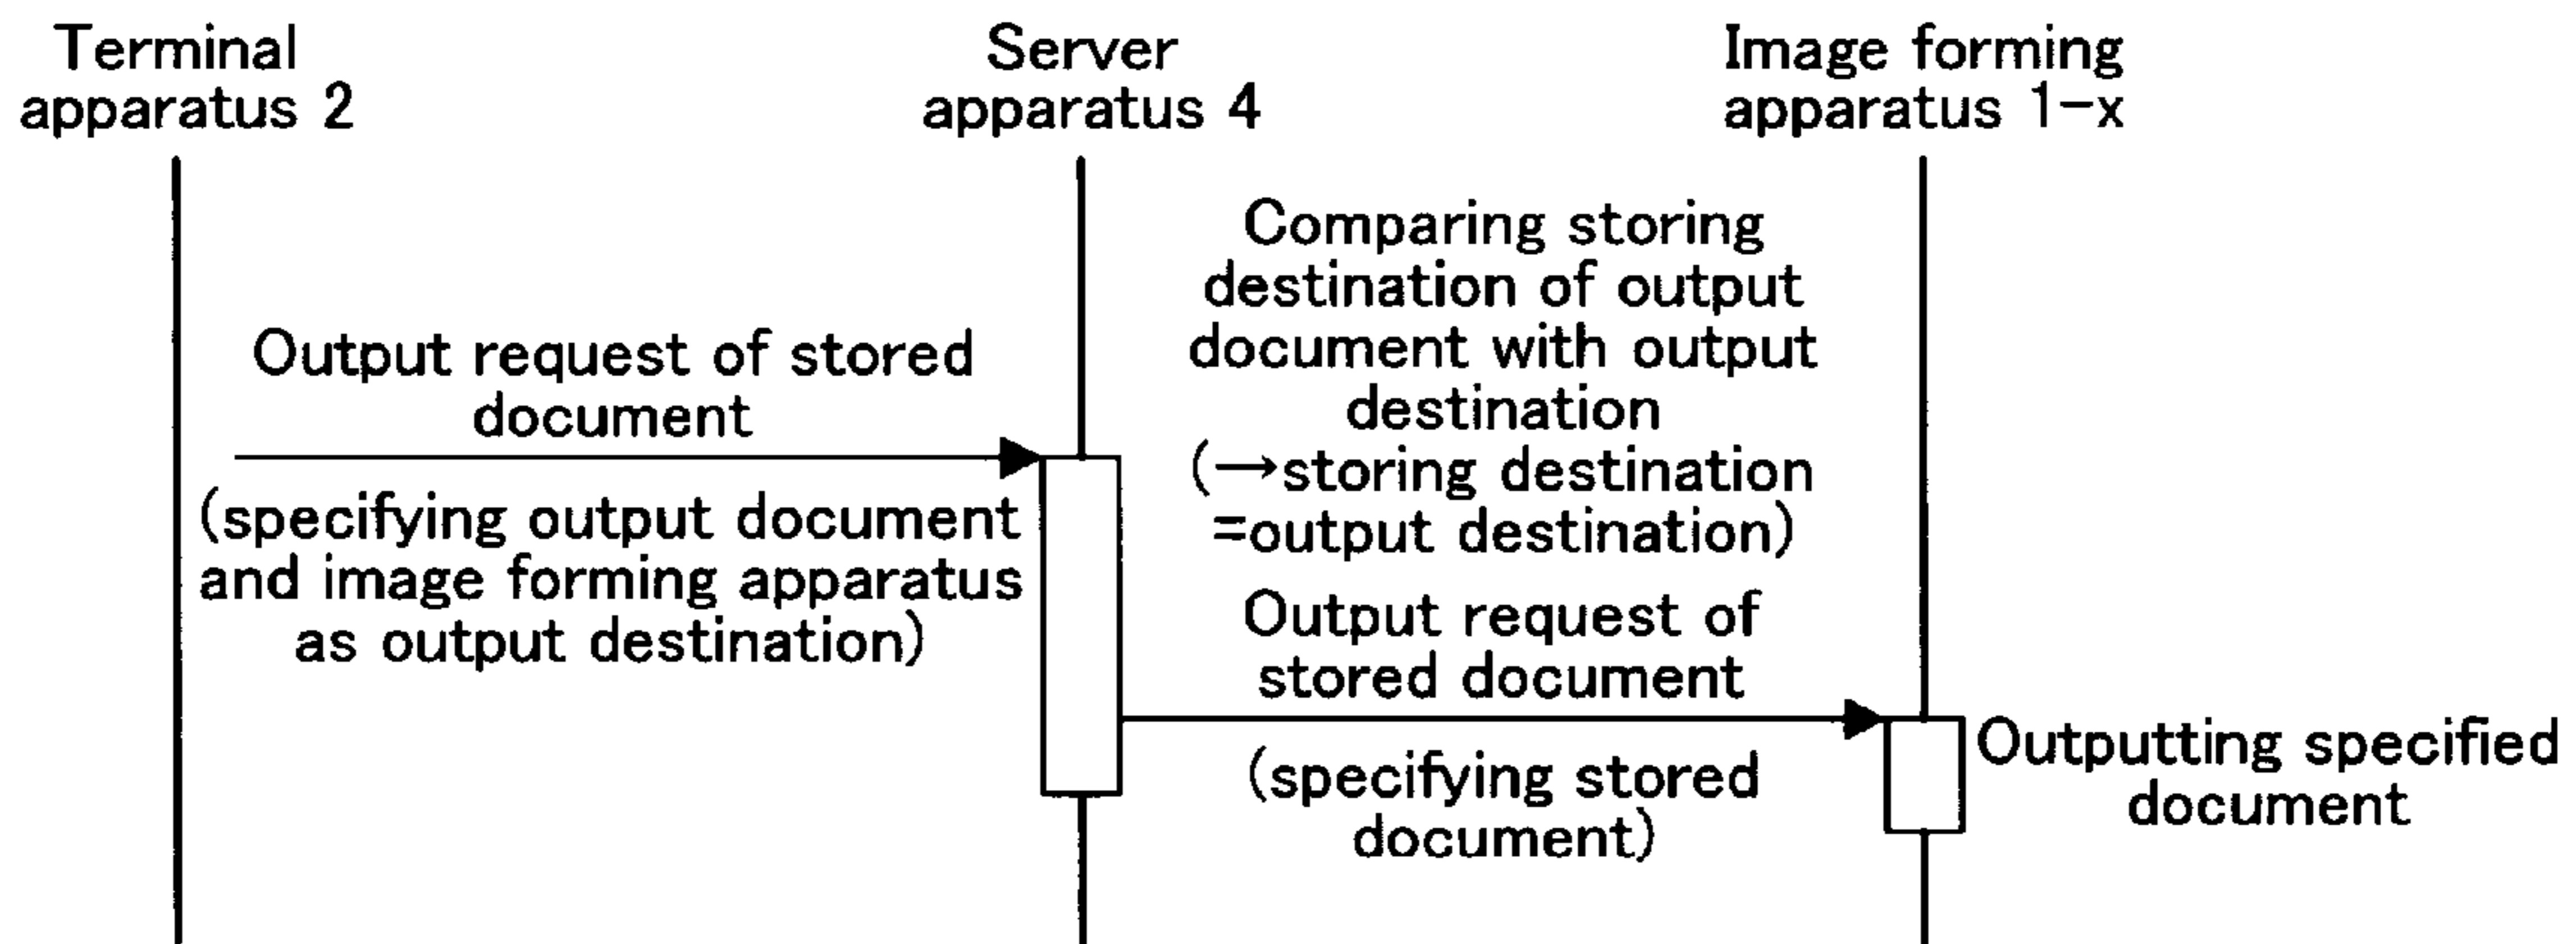 Terminal
apparatus 2
Server
apparatus 4
Image forming
apparatus 1-x
Output request of stored
document
(specifying output document
and image forming apparatus
as output destination)
Comparing storing
destination of output
document with output
destination
(→storing destination
=output destination)
Output request of
stored document
(specifying stored
document)
Outputting specified
document